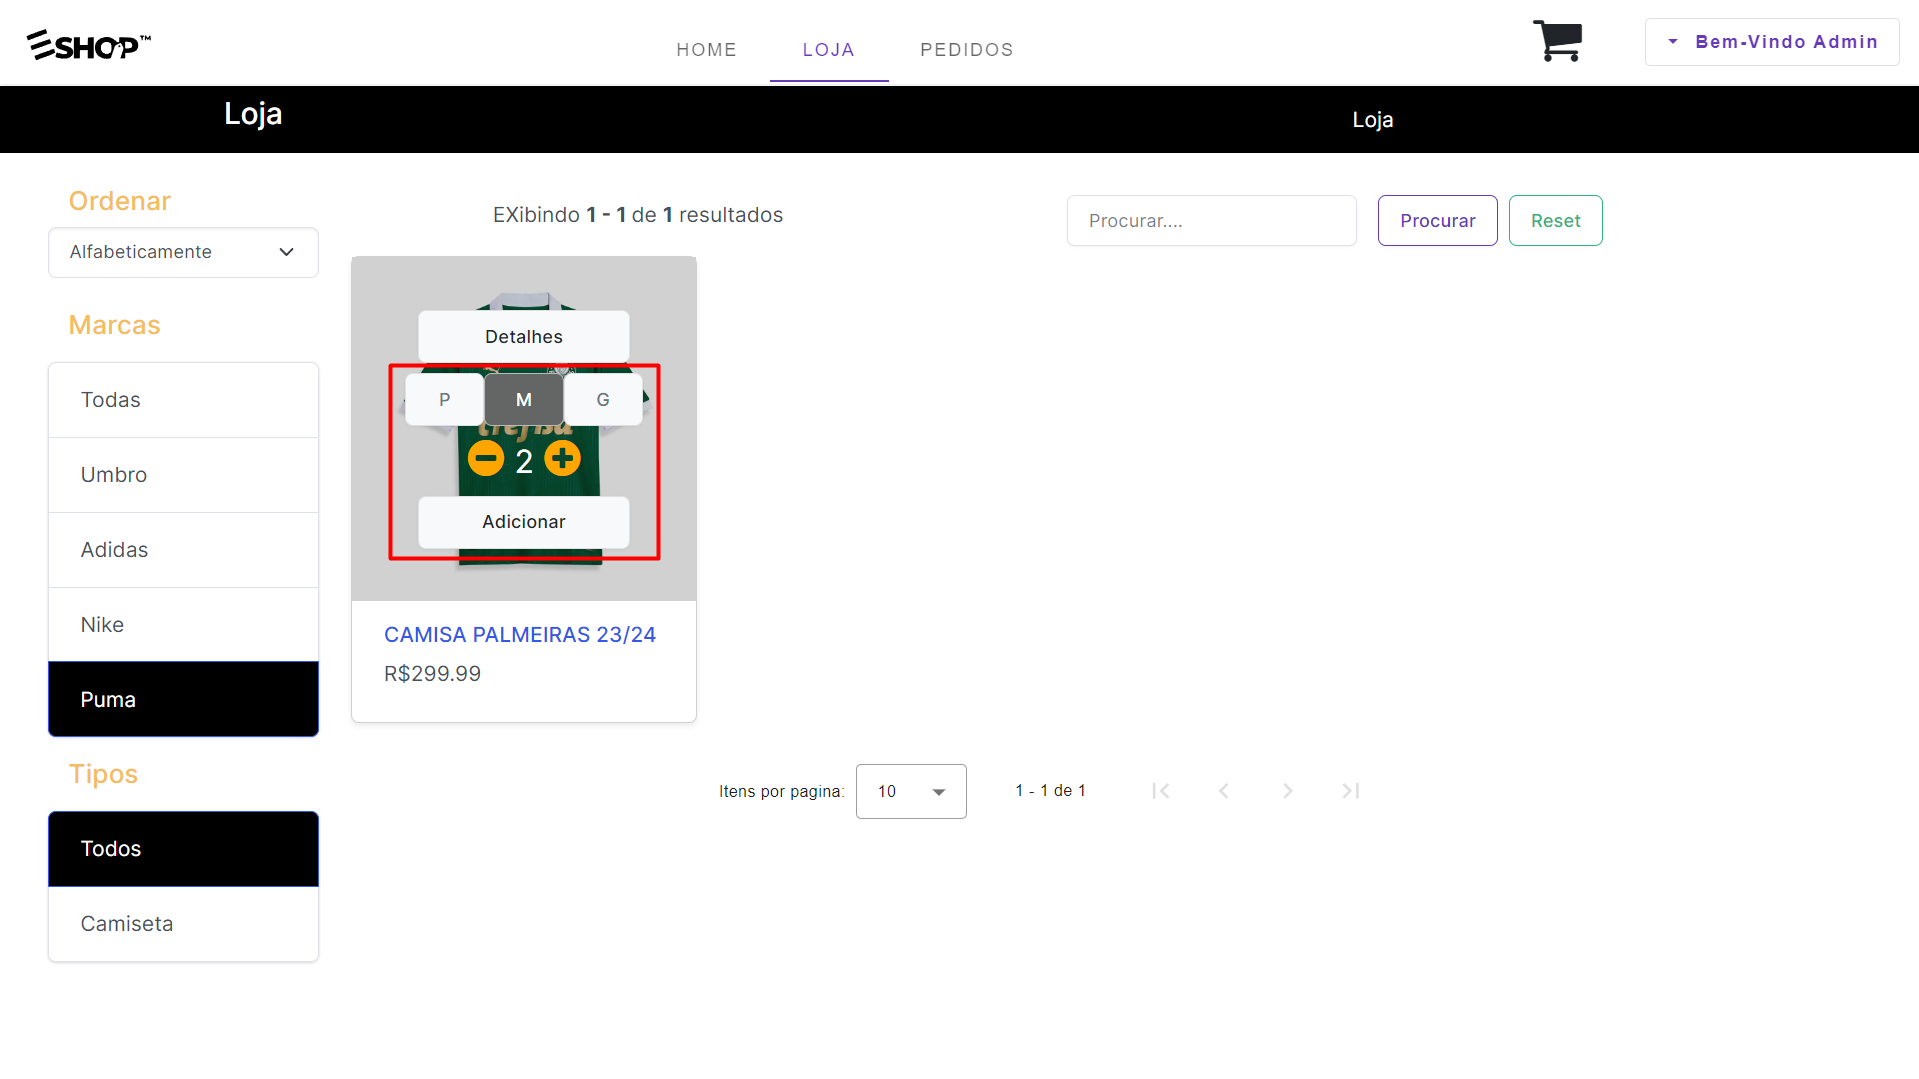 ESHOP™
HOME
LOJA
PEDIDOS
Bem-Vindo Admin
Loja
Loja
Ordenar
Alfabeticamente
EXibindo 1 - 1 de 1 resultados
Procurar....
Procurar
Reset
Marcas
Todas
Umbro
Adidas
Nike
Puma
Tipos
Todos
Camiseta
Detalhes
P
M
G
2
Adicionar
CAMISA PALMEIRAS 23/24
R$299.99
Itens por pagina:
10
1 - 1 de 1